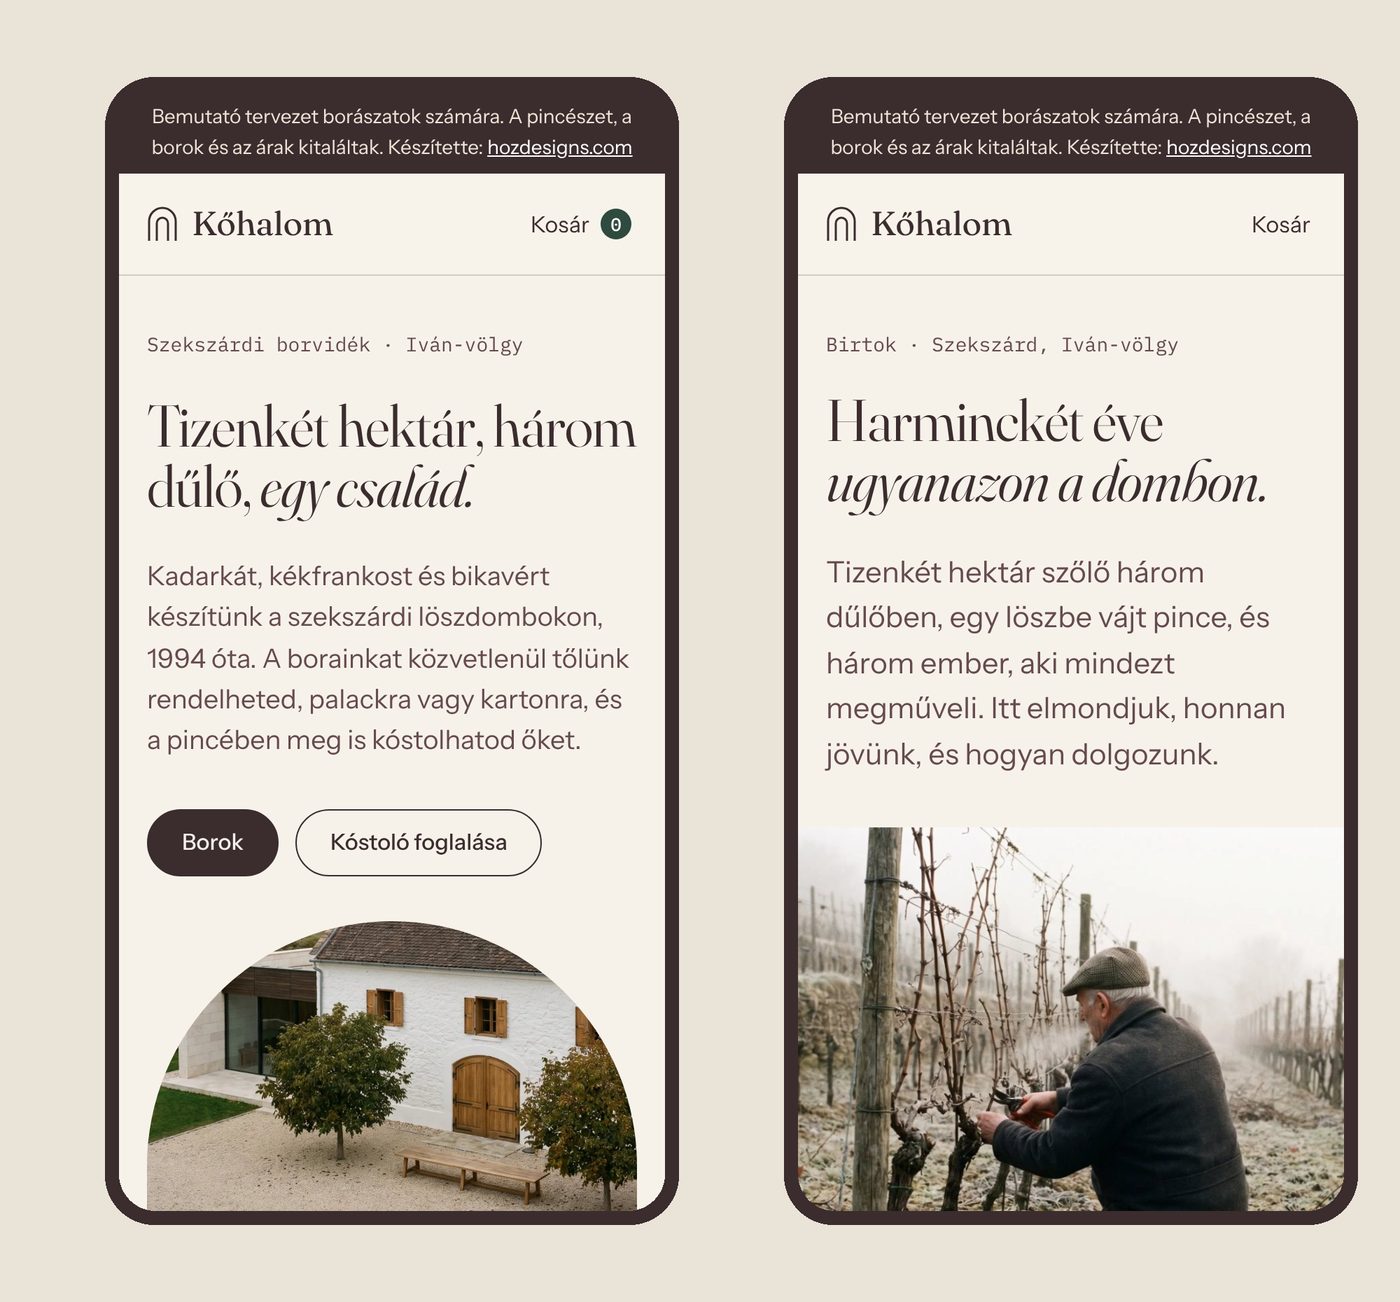 Bemutató tervezet borászatok számára. A pincészet, a
borok és az árak kitaláltak. Készítette: hozdesigns.com
Kőhalom
Kosár 0
Szekszárdi borvidék · Iván-völgy
Tizenkét hektár, három
dűlő, egy család.
Kadarkát, kékfrankost és bikavért
készítünk a szekszárdi löszdombokon,
1994 óta. A borainkat közvetlenül tőlünk
rendelheted, palackra vagy kartonra, és
a pincében meg is kóstolhatod őket.
Borok
Kóstoló foglalása
Bemutató tervezet borászatok számára. A pincészet, a
borok és az árak kitaláltak. Készítette: hozdesigns.com
Kőhalom
Kosár
Birtok · Szekszárd, Iván-völgy
Harminckét éve
ugyanazon a dombon.
Tizenkét hektár szőlő három
dűlőben, egy löszbe vájt pince, és
három ember, aki mindezt
megműveli. Itt elmondjuk, honnan
jövünk, és hogyan dolgozunk.